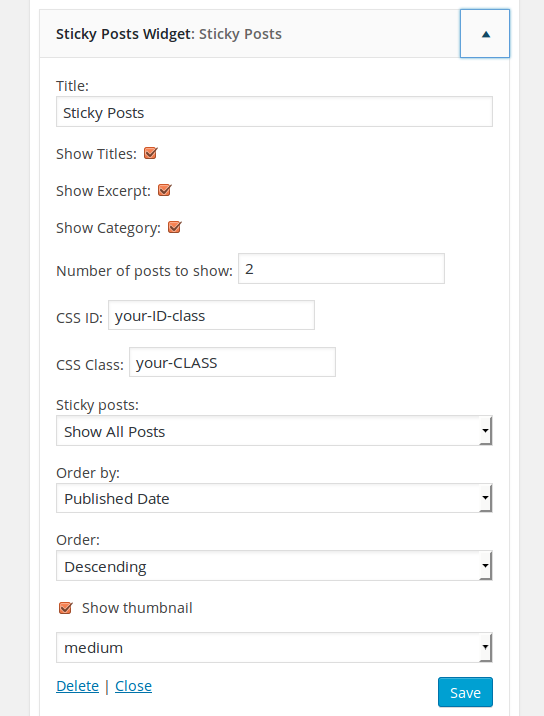 Sticky Posts Widget: Sticky Posts
Title:
Sticky Posts
Show Titles:
Show Excerpt:
Show Category:
Number of posts to show: 2
CSS ID: your-ID-class
CSS Class: your-CLASS
Sticky posts:
Show All Posts
Order by:
Published Date
Order:
Descending
Show thumbnail
medium
Delete | Close Save